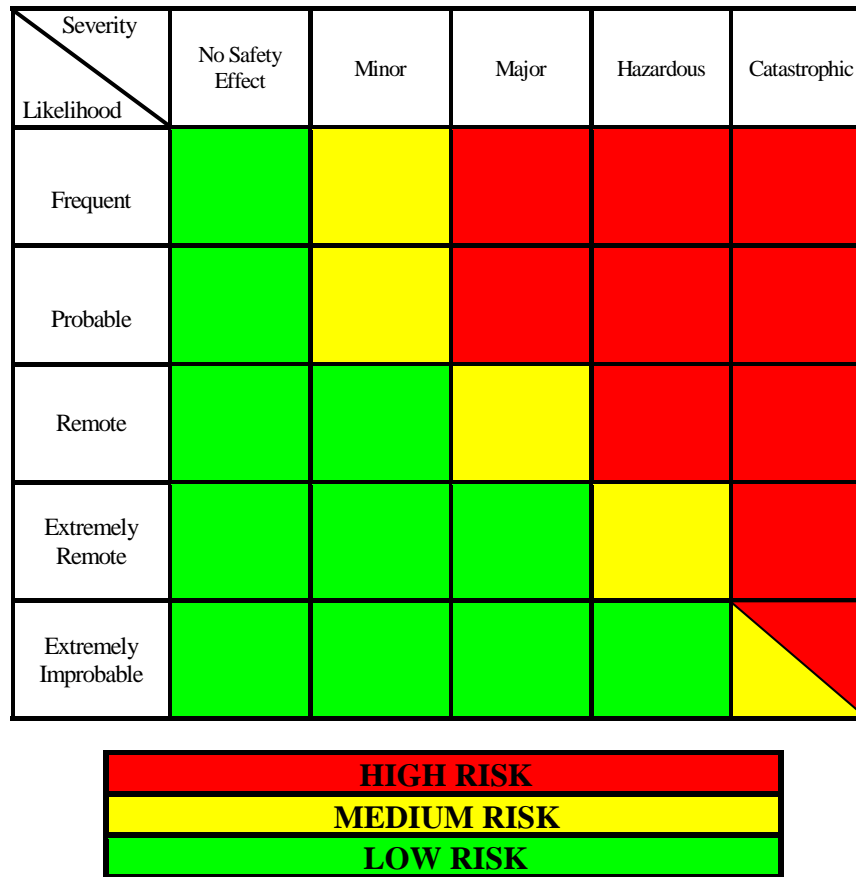 Severity
Likelihood
No Safety
Effect
Minor
Major
Hazardous
Catastrophic
Frequent
Probable
Remote
Extremely
Remote
Extremely
Improbable
HIGH RISK
MEDIUM RISK
LOW RISK